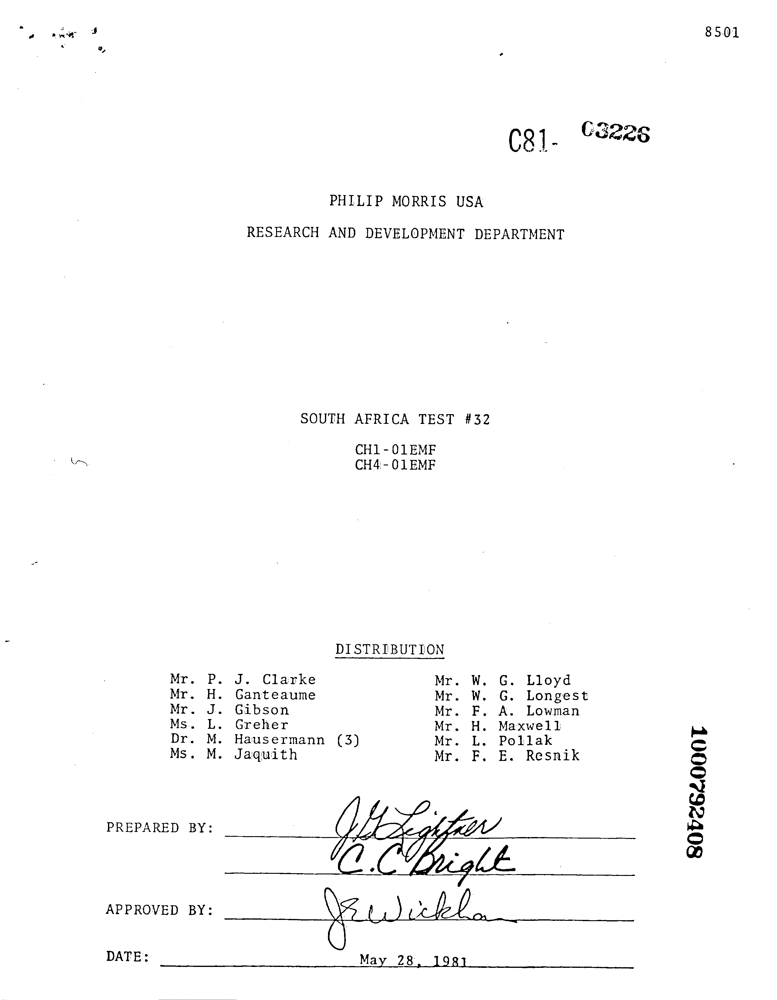 8501
C81- 03226
PHILIP MORRIS USA
RESEARCH AND DEVELOPMENT DEPARTMENT
SOUTH AFRICA TEST #32
CH1-01EMF
CH4-01EMF
DISTRIBUTION
Mr. P. J. Clarke
Mr. H. Ganteaume
Mr. J. Gibson
Ms. L. Greher
Dr. M. Hausermann (3)
Ms. M. Jaquith
Mr. W. G. Lloyd
Mr. W. G. Longest
Mr. F. A. Lowman
Mr. H. Maxwell
Mr. L. Pollak
Mr. F. E. Resnik
PREPARED BY: J G Lightner
C. C Bright
APPROVED BY: J E Wickham
DATE: May 28, 1981
1000792408